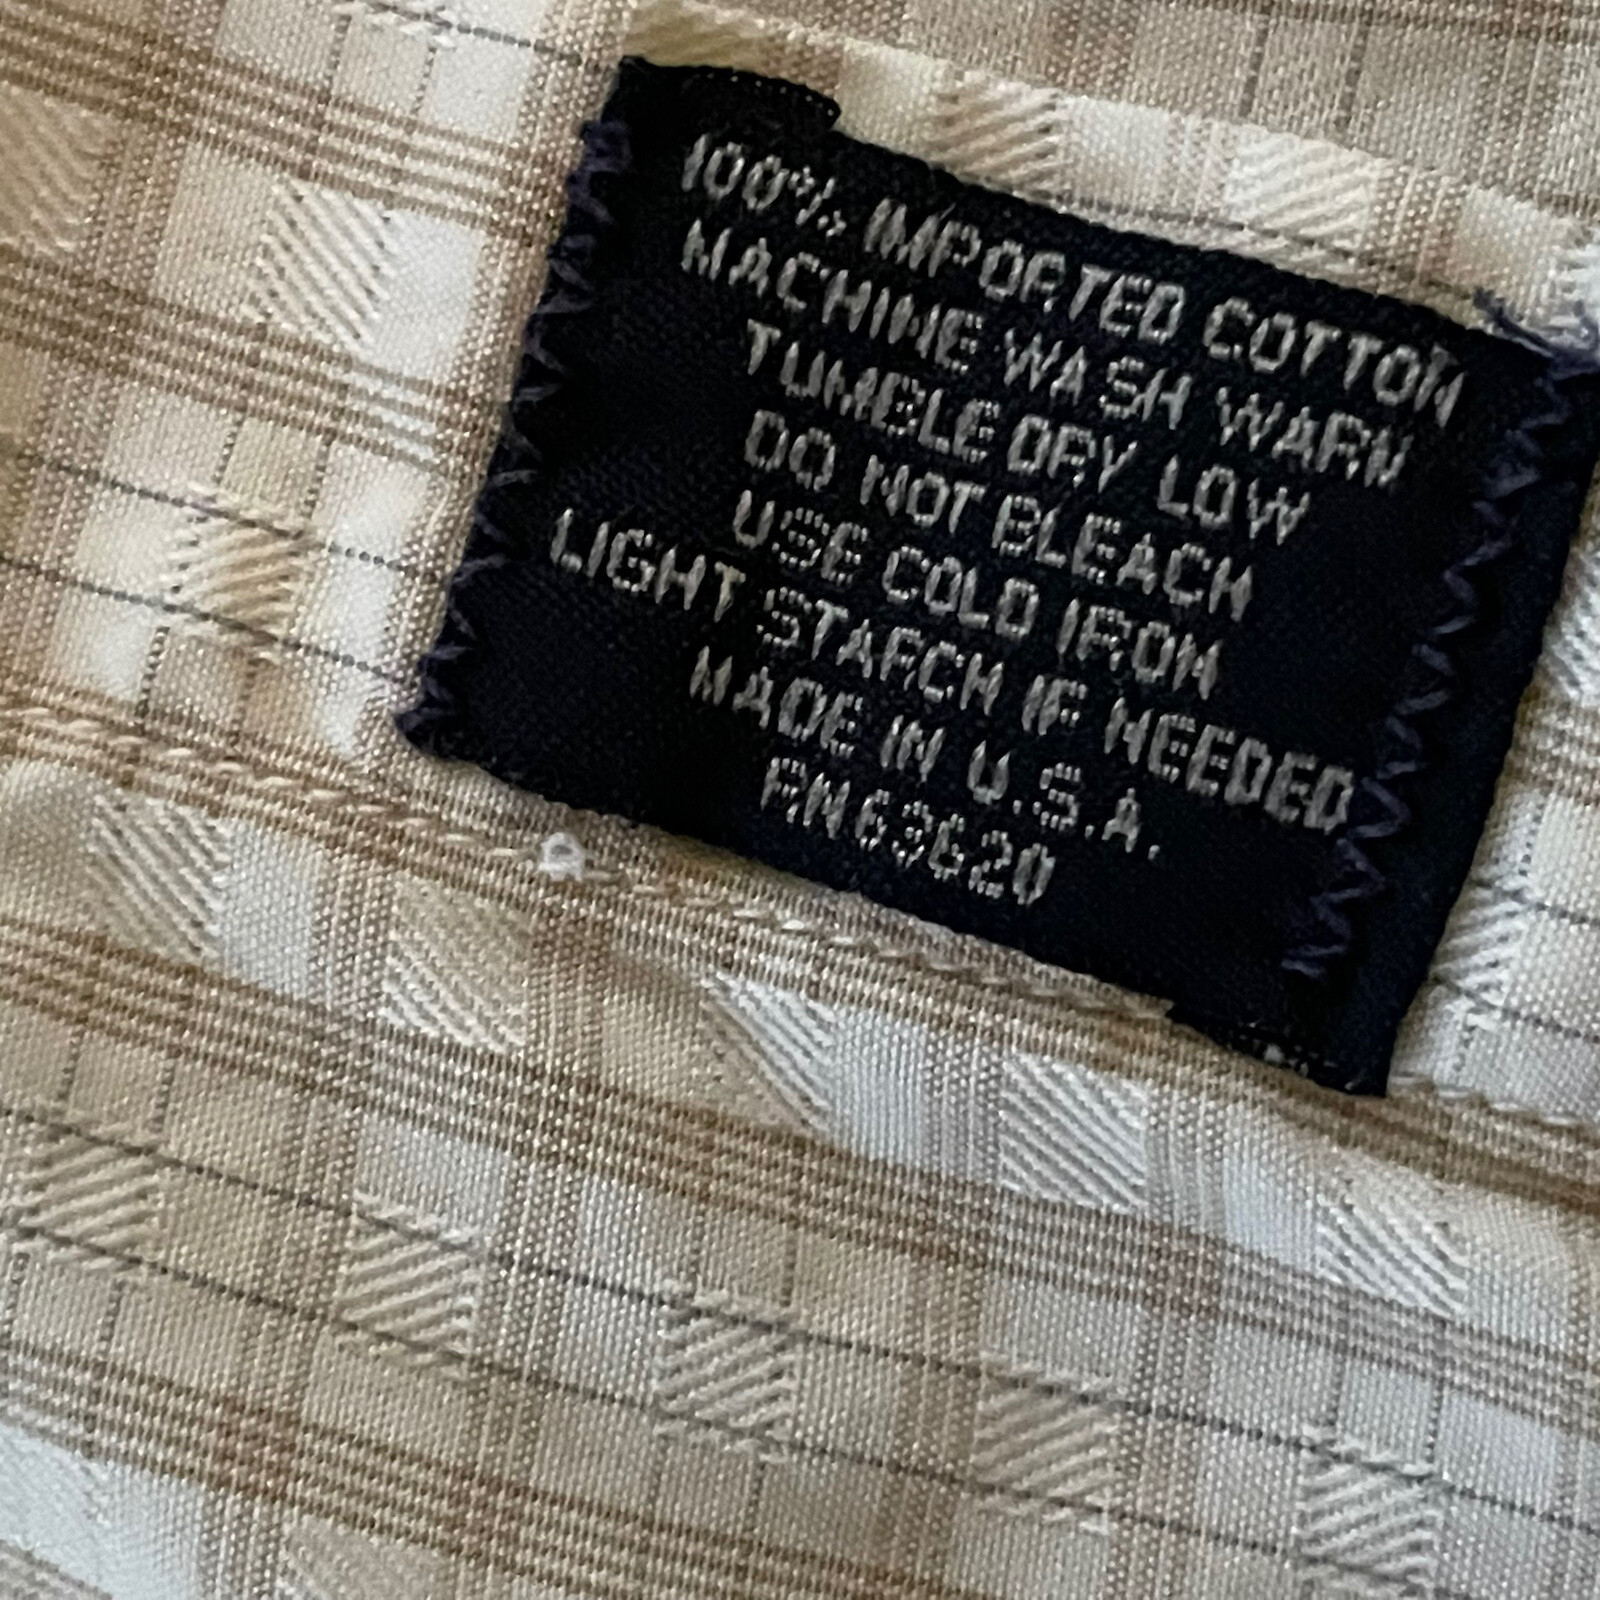 100% IMPORTED COTTON
MACHINE WASH WARM
TUMBLE DRY LOW
DO NOT BLEACH
USE COLD IRON
LIGHT STARCH IF NEEDED
MADE IN U.S.A.
RN63620